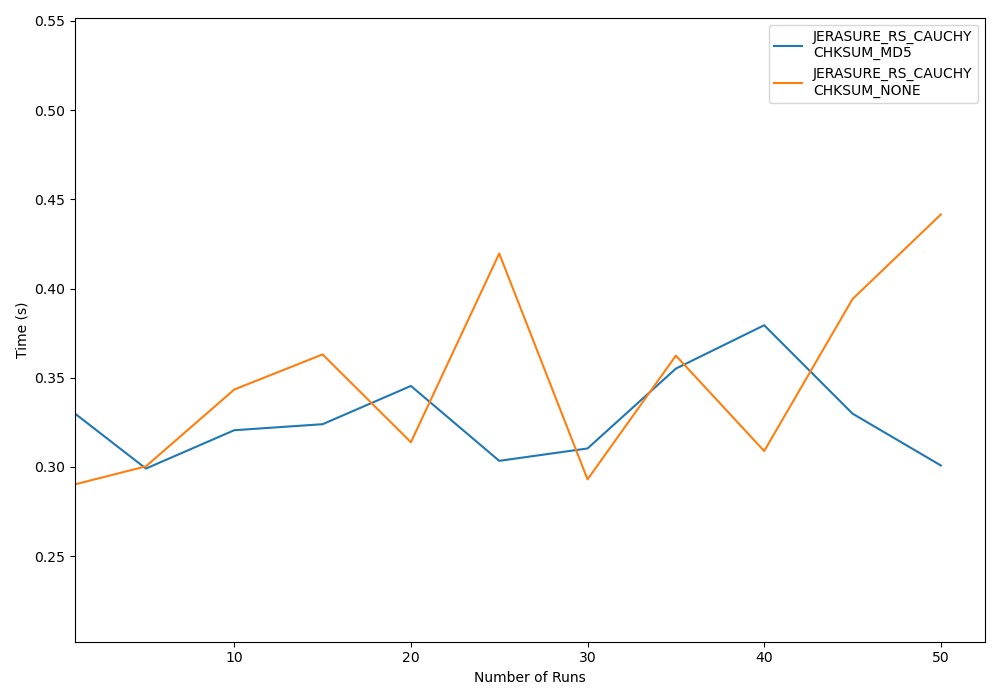 JERASURE_RS_CAUCHY
CHKSUM_MD5
JERASURE_RS_CAUCHY
CHKSUM_NONE
0.55
0.50
0.45
0.40
0.35
0.30
0.25
Time (s)
10 20 30 40 50
Number of Runs